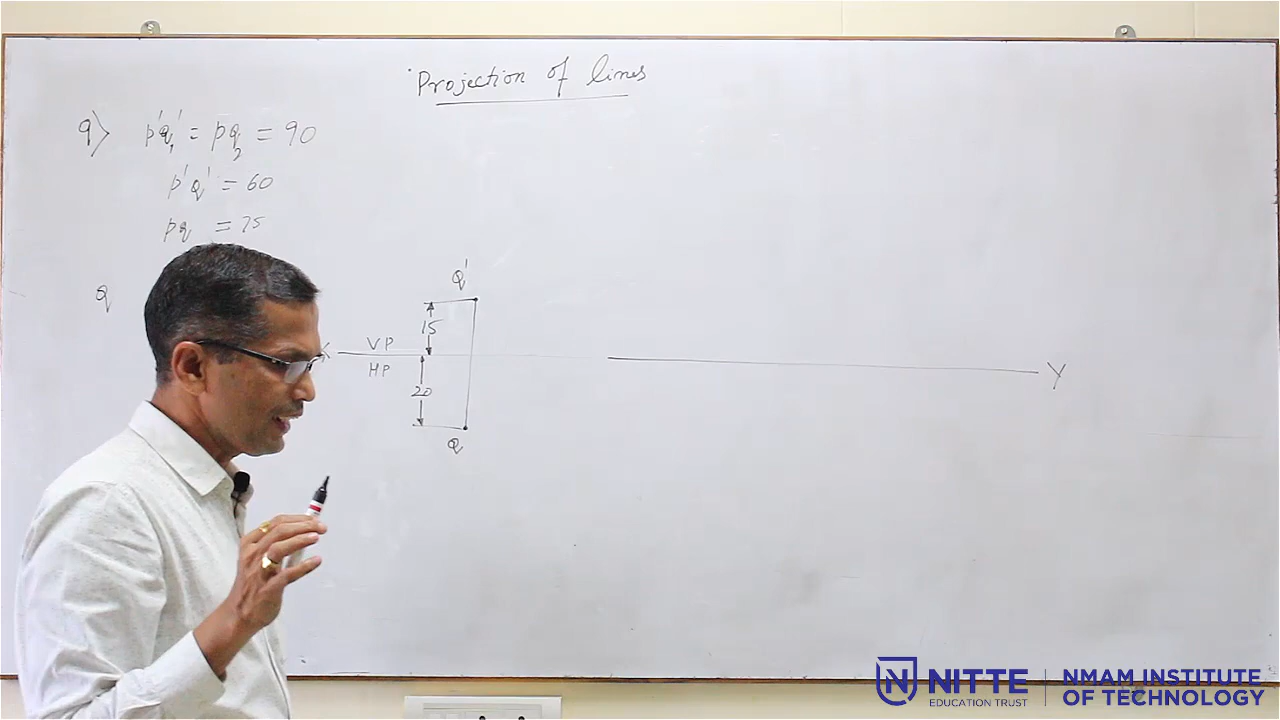 Projection of lines
9) p'q₁' = pq₂ = 90
p'q' = 60
pq = 75
Q
Q'
15
VP
HP
X
Y
20
Q
NITTE
EDUCATION TRUST
NMAM INSTITUTE
OF TECHNOLOGY